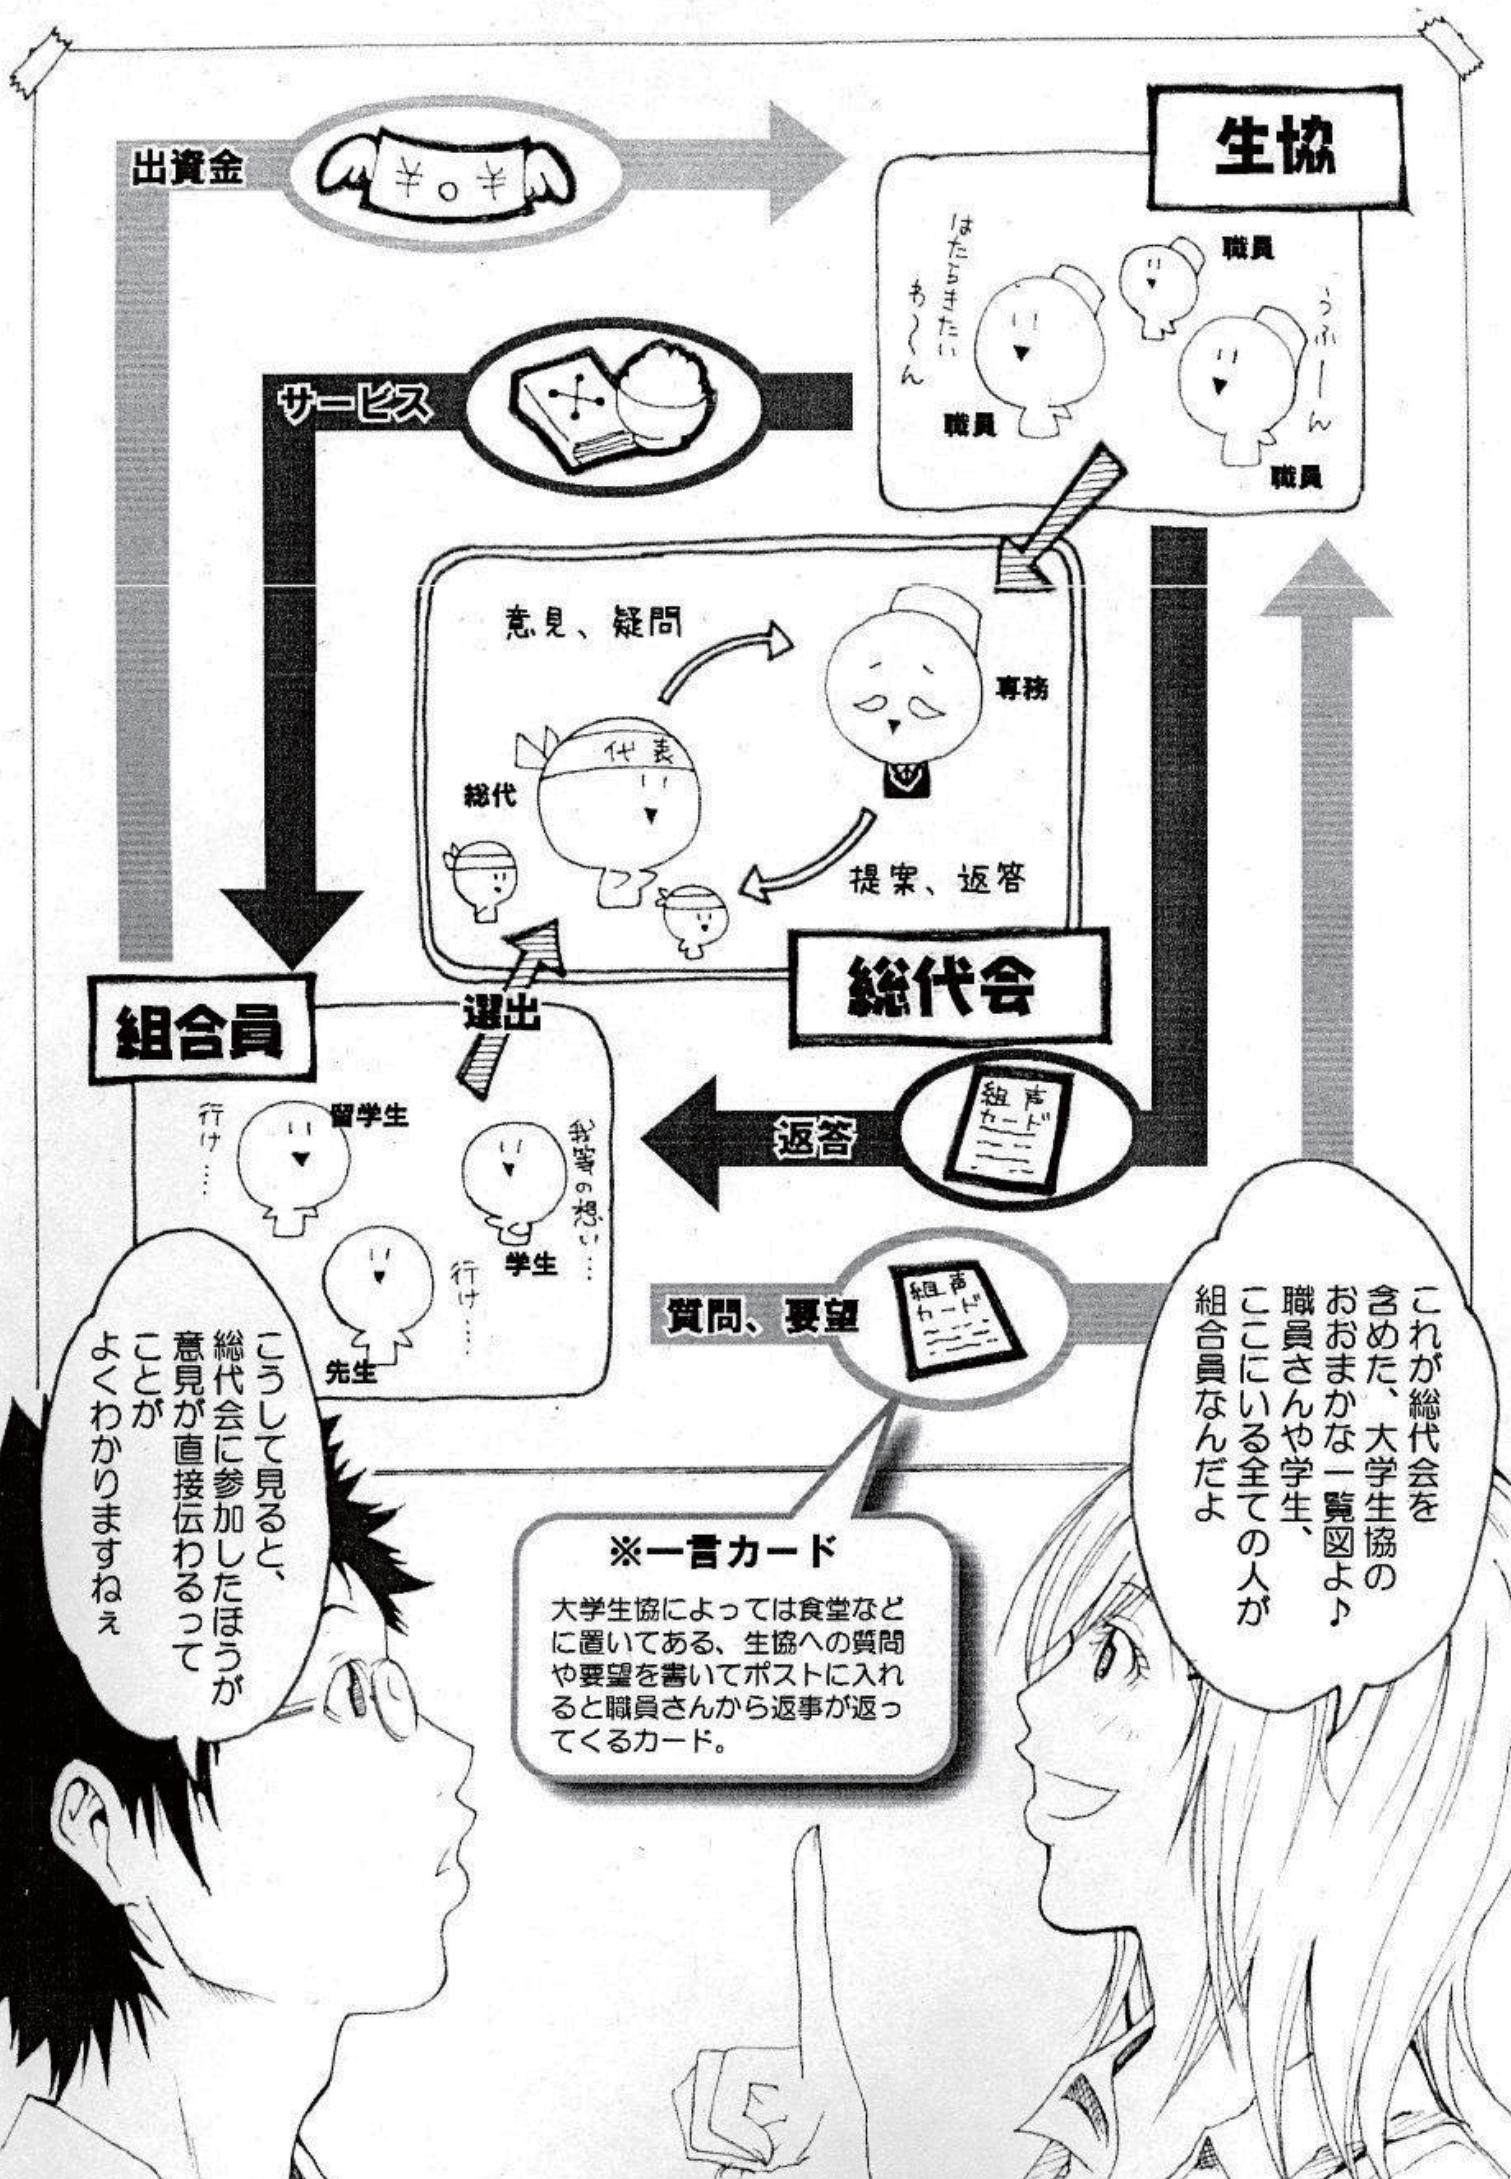 生協
出資金
¥○¥
職員
はたらきたい
わ〜くん
うふーん
職員
職員
サービス
意見、疑問
専務
代表
総代
提案、返答
総代会
選出
組合員
留学生
行け…
我等の想い…
学生
行け…
先生
返答
組声
カード
質問、要望
組声
カード
これが総代会を
含めた、大学生協の
おおまかな一覧図よ♪
職員さんや学生、
ここにいる全ての人が
組合員なんだよ
こうして見ると、
総代会に参加したほうが
意見が直接伝わるって
ことが
よくわかりますねぇ
※一言カード
大学生協によっては食堂など
に置いてある、生協への質問
や要望を書いてポストに入れ
ると職員さんから返事が返っ
てくるカード。